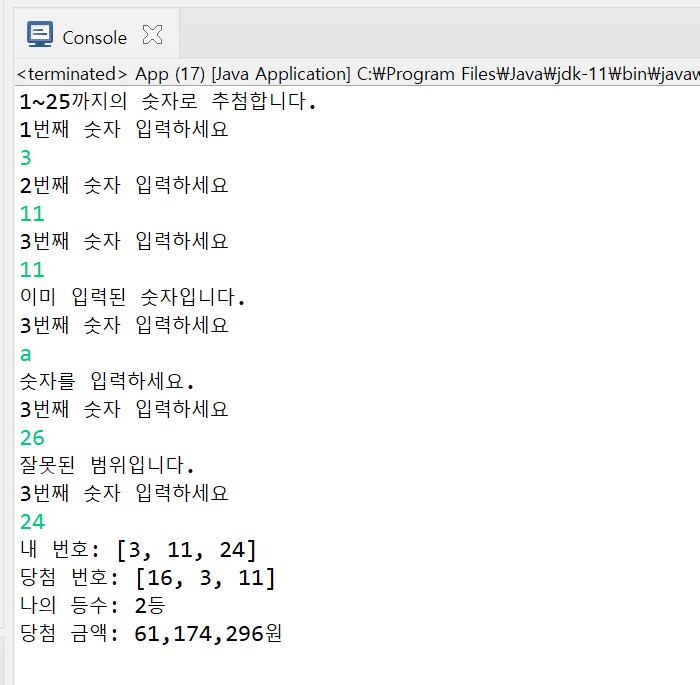 Console
<terminated> App (17) [Java Application] C:₩Program Files₩Java₩jdk-11₩bin₩javaw
1~25까지의 숫자로 추첨합니다.
1번째 숫자 입력하세요
3
2번째 숫자 입력하세요
11
3번째 숫자 입력하세요
11
이미 입력된 숫자입니다.
3번째 숫자 입력하세요
a
숫자를 입력하세요.
3번째 숫자 입력하세요
26
잘못된 범위입니다.
3번째 숫자 입력하세요
24
내 번호: [3, 11, 24]
당첨 번호: [16, 3, 11]
나의 등수: 2등
당첨 금액: 61,174,296원